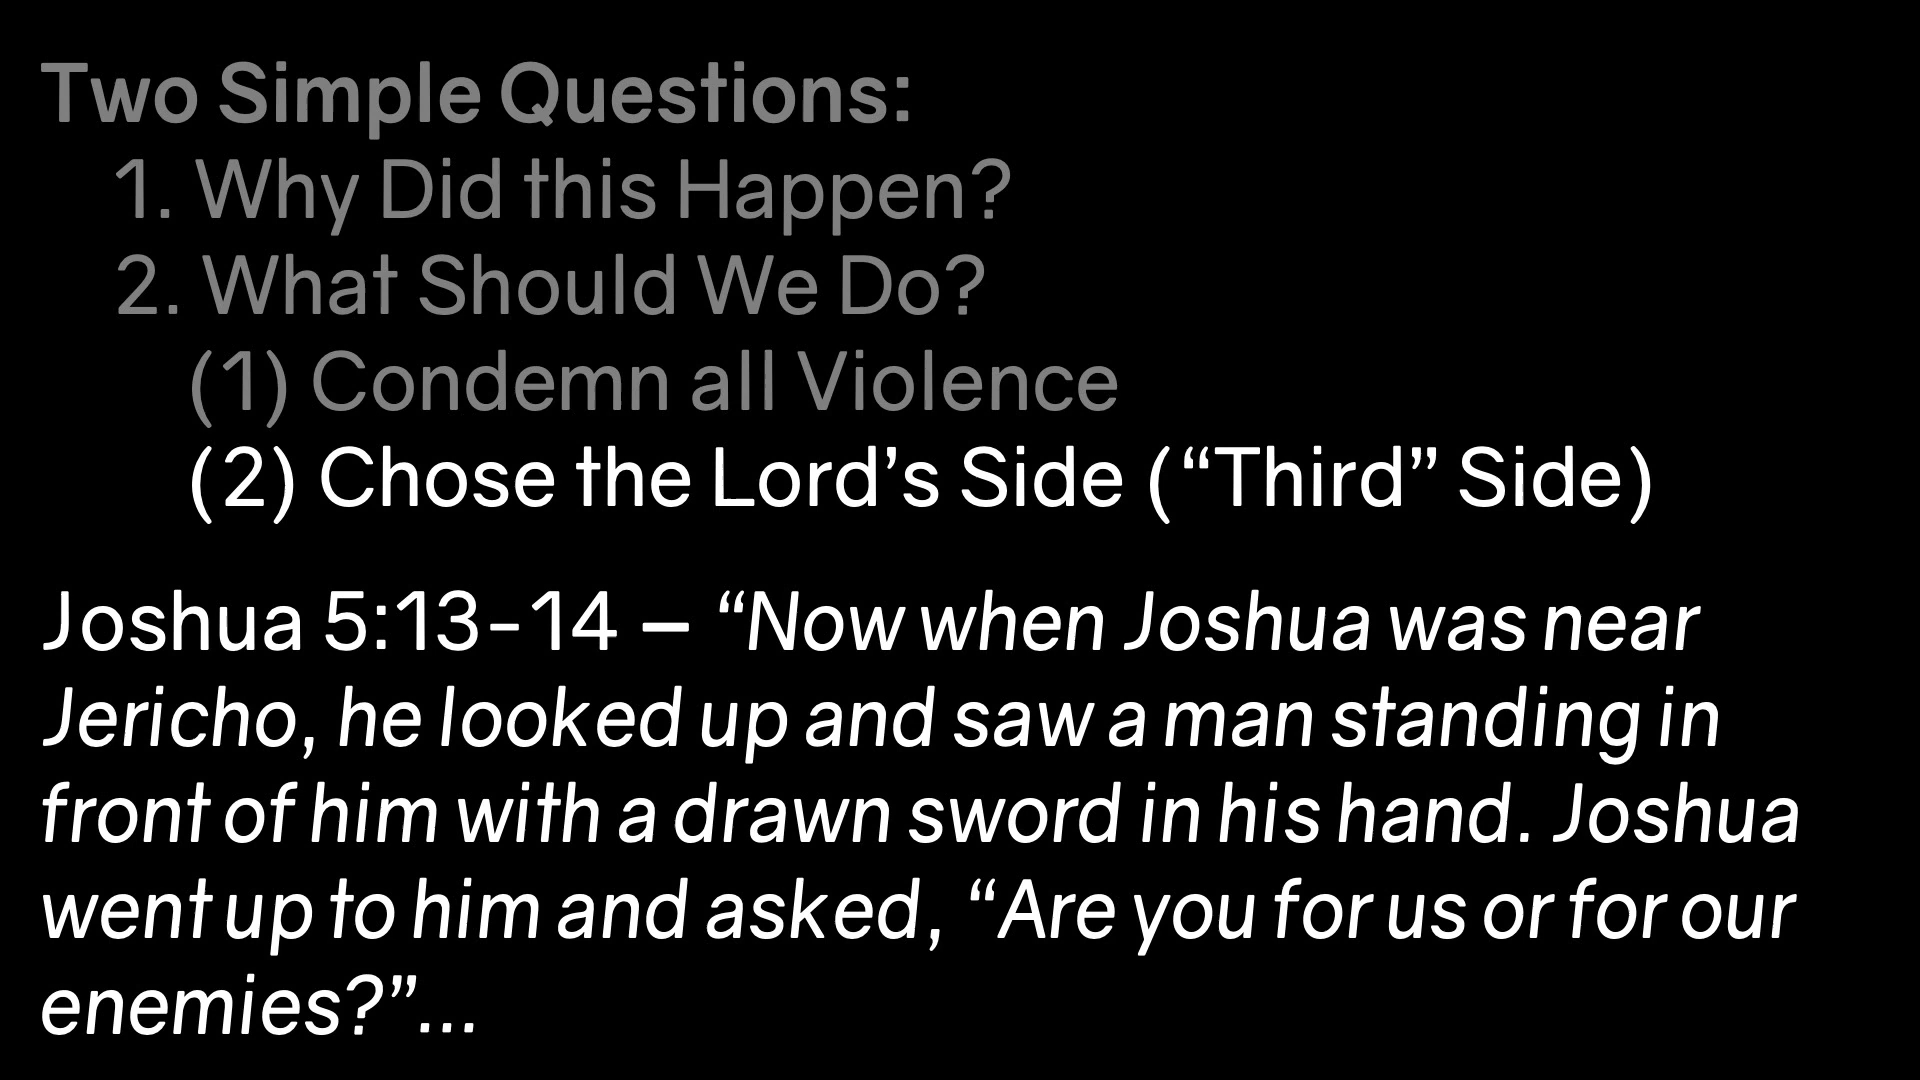 Two Simple Questions:
1. Why Did this Happen?
2. What Should We Do?
(1) Condemn all Violence
(2) Chose the Lord’s Side (“Third” Side)
Joshua 5:13-14 – “Now when Joshua was near
Jericho, he looked up and saw a man standing in
front of him with a drawn sword in his hand. Joshua
went up to him and asked, “Are you for us or for our
enemies?”...